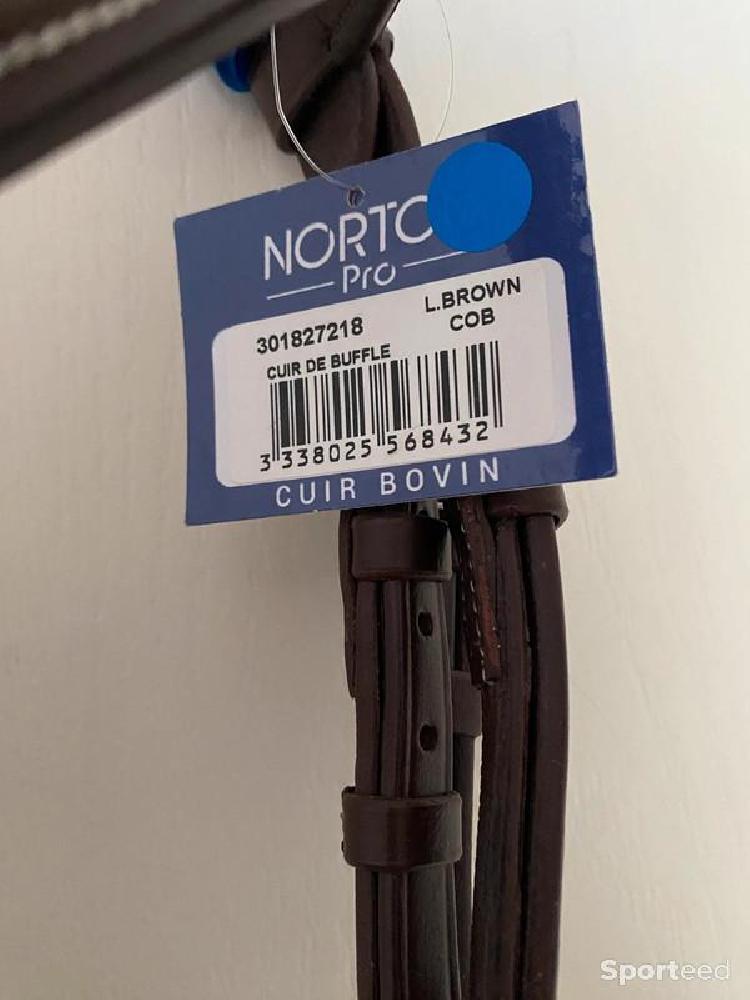 NORTO
Pro
301827218
L.BROWN
COB
CUIR DE BUFFLE
3 338025 568432
CUIR BOVIN
Sporteed